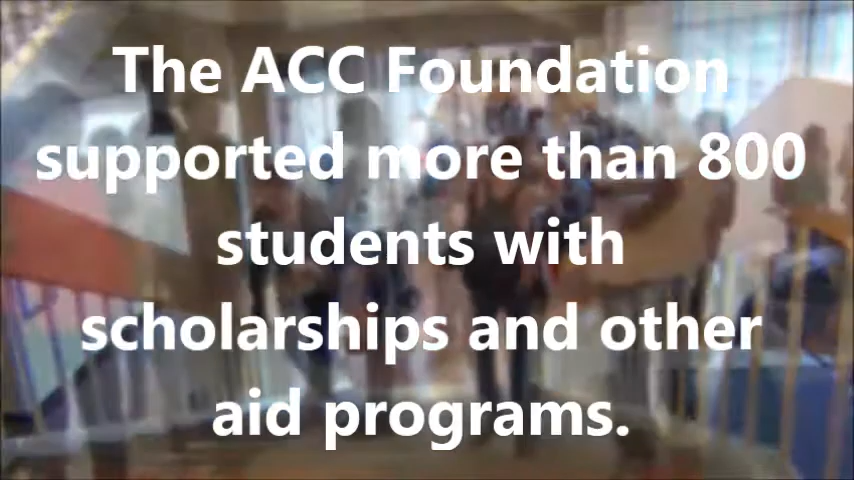 The ACC Foundation
supported more than 800
students with
scholarships and other
aid programs.